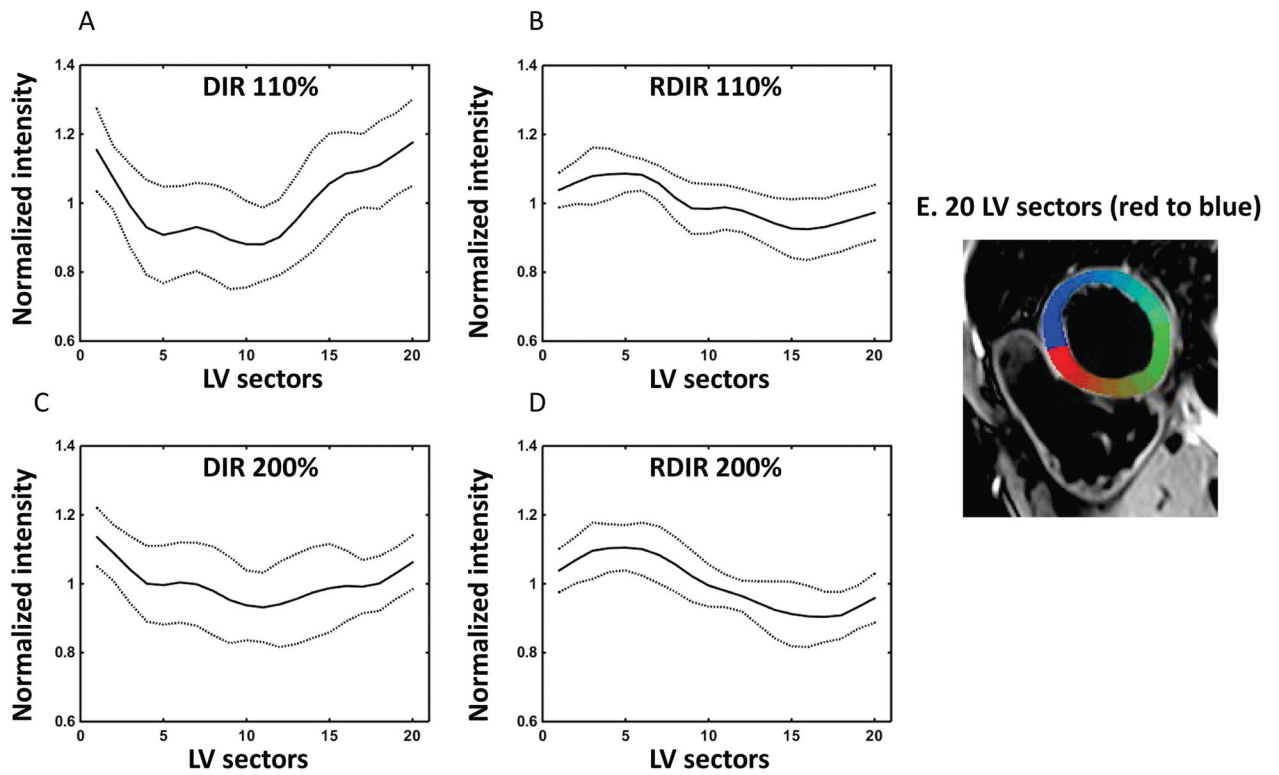 A
B
DIR 110%
RDIR 110%
Normalized intensity
1.4
1.2
1
0.8
0.6
0 5 10 15 20
LV sectors
Normalized intensity
1.4
1.2
1
0.8
0.6
0 5 10 15 20
LV sectors
E. 20 LV sectors (red to blue)
C
D
DIR 200%
RDIR 200%
Normalized intensity
1.4
1.2
1
0.8
0.6
0 5 10 15 20
LV sectors
Normalized intensity
1.4
1.2
1
0.8
0.6
0 5 10 15 20
LV sectors